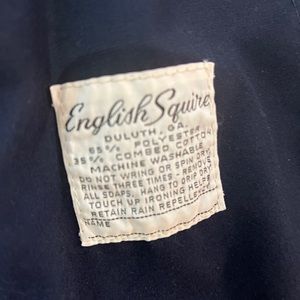 English Squire
DULUTH, GA.
65% POLYESTER
35% COMBED COTTON
MACHINE WASHABLE
DO NOT WRING OR SPIN DRY
RINSE THREE TIMES - REMOVE
ALL SOAPS. HANG TO DRIP DRY
TOUCH UP IRONING HELPS
RETAIN RAIN REPELLENCY
NAME